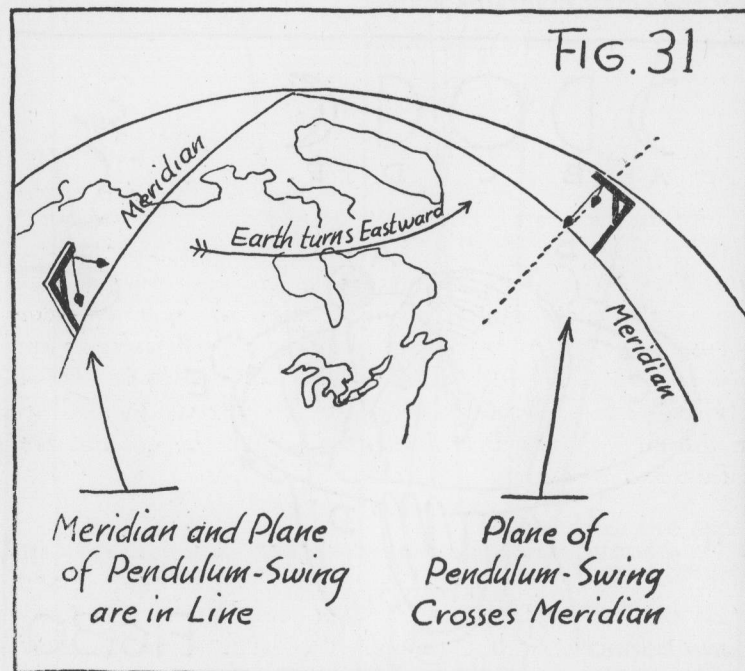 FIG. 31
Meridian
Earth turns Eastward
Meridian
Meridian and Plane
of Pendulum-Swing
are in Line
Plane of
Pendulum-Swing
Crosses Meridian